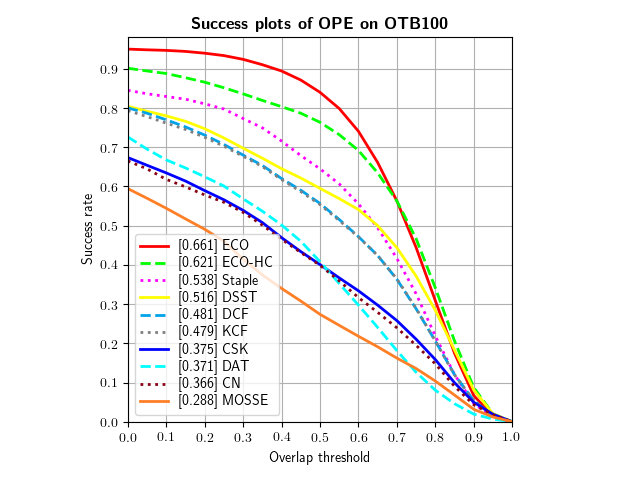 Success plots of OPE on OTB100
Success rate
0.9
0.8
0.7
0.6
0.5
0.4
0.3
0.2
0.1
0.0
[0.661] ECO
[0.621] ECO-HC
[0.538] Staple
[0.516] DSST
[0.481] DCF
[0.479] KCF
[0.375] CSK
[0.371] DAT
[0.366] CN
[0.288] MOSSE
0.0 0.1 0.2 0.3 0.4 0.5 0.6 0.7 0.8 0.9 1.0
Overlap threshold